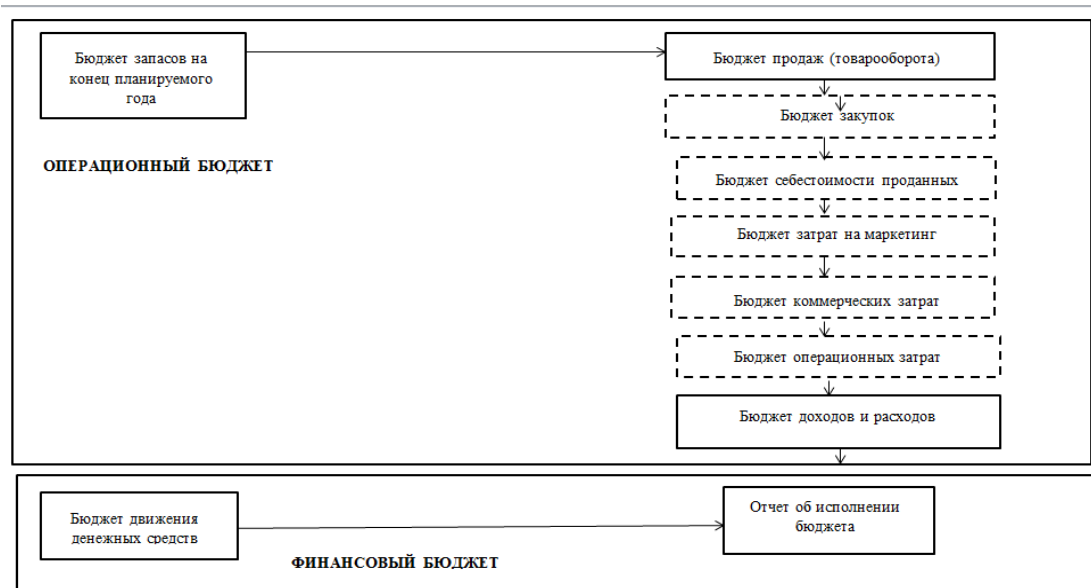 Бюджет запасов на
конец планируемого
года
Бюджет продаж (товарооборота)
Бюджет закупок
ОПЕРАЦИОННЫЙ БЮДЖЕТ
Бюджет себестоимости проданных
Бюджет затрат на маркетинг
Бюджет коммерческих затрат
Бюджет операционных затрат
Бюджет доходов и расходов
Бюджет движения
денежных средств
Отчет об исполнении
бюджета
ФИНАНСОВЫЙ БЮДЖЕТ